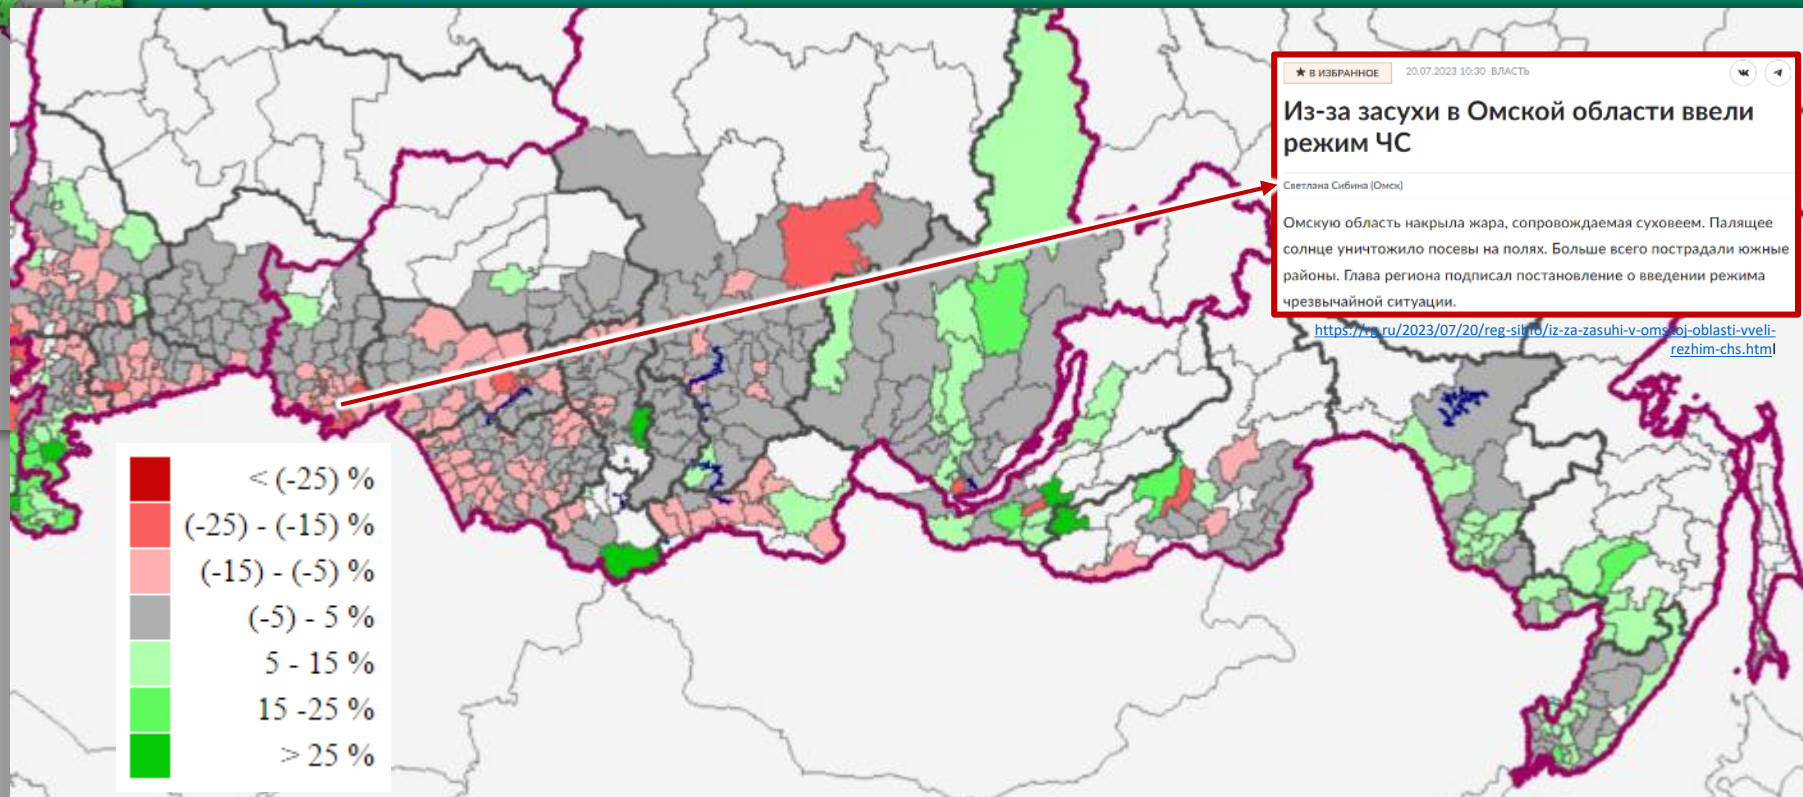 ★ В ИЗБРАННОЕ 20.07.2023 10:30 ВЛАСТЬ
Из-за засухи в Омской области ввели
режим ЧС
Светлана Сибина (Омск)
Омскую область накрыла жара, сопровождаемая суховеем. Палящее
солнце уничтожило посевы на полях. Больше всего пострадали южные
районы. Глава региона подписал постановление о введении режима
чрезвычайной ситуации.
https://rg.ru/2023/07/20/reg-sibfo/iz-za-zasuhi-v-omskoj-oblasti-vveli-
rezhim-chs.html
< (-25) %
(-25) - (-15) %
(-15) - (-5) %
(-5) - 5 %
5 - 15 %
15 -25 %
> 25 %